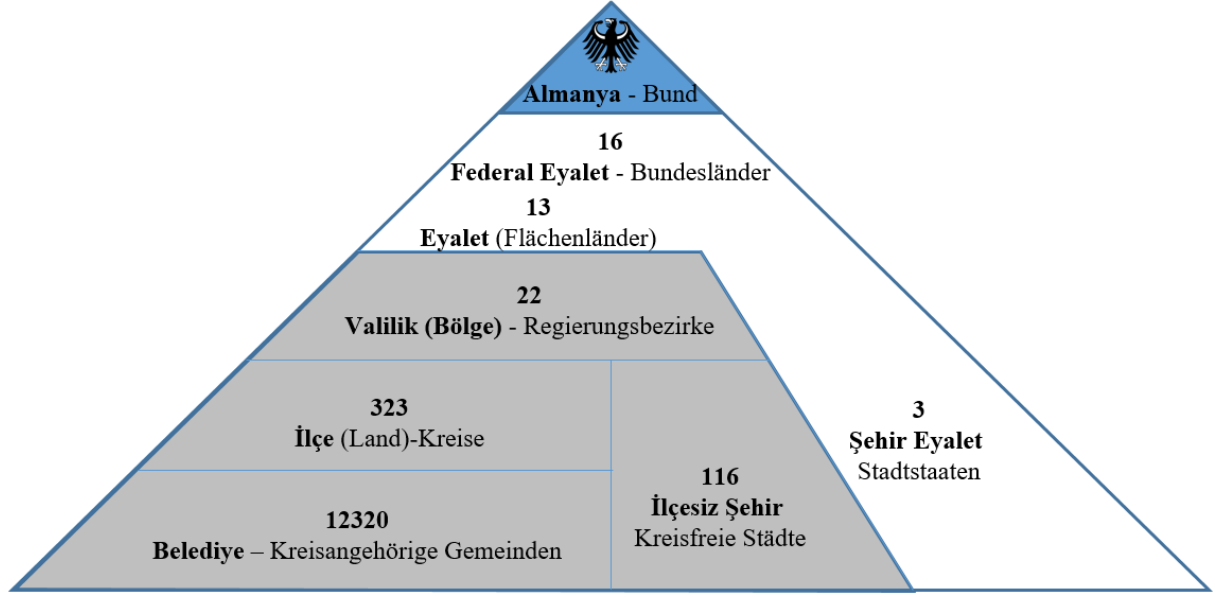 Almanya - Bund
16
Federal Eyalet - Bundesländer
13
Eyalet (Flächenländer)
22
Valilik (Bölge) - Regierungsbezirke
323
İlçe (Land)-Kreise
12320
Belediye – Kreisangehörige Gemeinden
116
İlçesiz Şehir
Kreisfreie Städte
3
Şehir Eyalet
Stadtstaaten